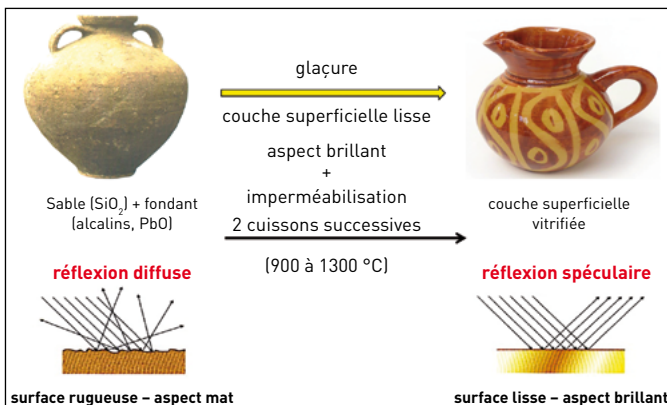 glaçure
couche superficielle lisse
aspect brillant
+
imperméabilisation
2 cuissons successives
(900 à 1300 °C)
Sable (SiO₂) + fondant
(alcalins, PbO)
couche superficielle
vitrifiée
réflexion diffuse
réflexion spéculaire
surface rugueuse – aspect mat
surface lisse – aspect brillant